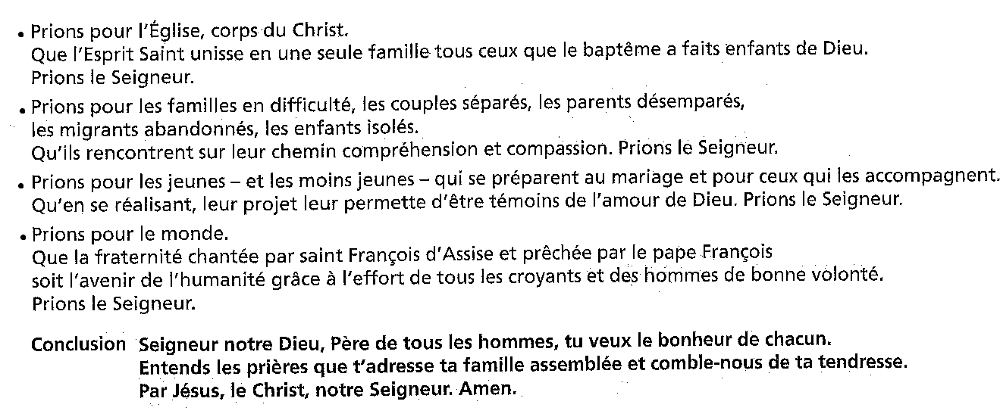 • Prions pour l'Église, corps du Christ.
Que l'Esprit Saint unisse en une seule famille tous ceux que le baptême a faits enfants de Dieu.
Prions le Seigneur.
• Prions pour les familles en difficulté, les couples séparés, les parents désemparés,
les migrants abandonnés, les enfants isolés.
Qu'ils rencontrent sur leur chemin compréhension et compassion. Prions le Seigneur.
• Prions pour les jeunes – et les moins jeunes – qui se préparent au mariage et pour ceux qui les accompagnent.
Qu'en se réalisant, leur projet leur permette d'être témoins de l'amour de Dieu. Prions le Seigneur.
• Prions pour le monde.
Que la fraternité chantée par saint François d'Assise et prêchée par le pape François
soit l'avenir de l'humanité grâce à l'effort de tous les croyants et des hommes de bonne volonté.
Prions le Seigneur.
Conclusion Seigneur notre Dieu, Père de tous les hommes, tu veux le bonheur de chacun.
Entends les prières que t'adresse ta famille assemblée et comble-nous de ta tendresse.
Par Jésus, le Christ, notre Seigneur. Amen.